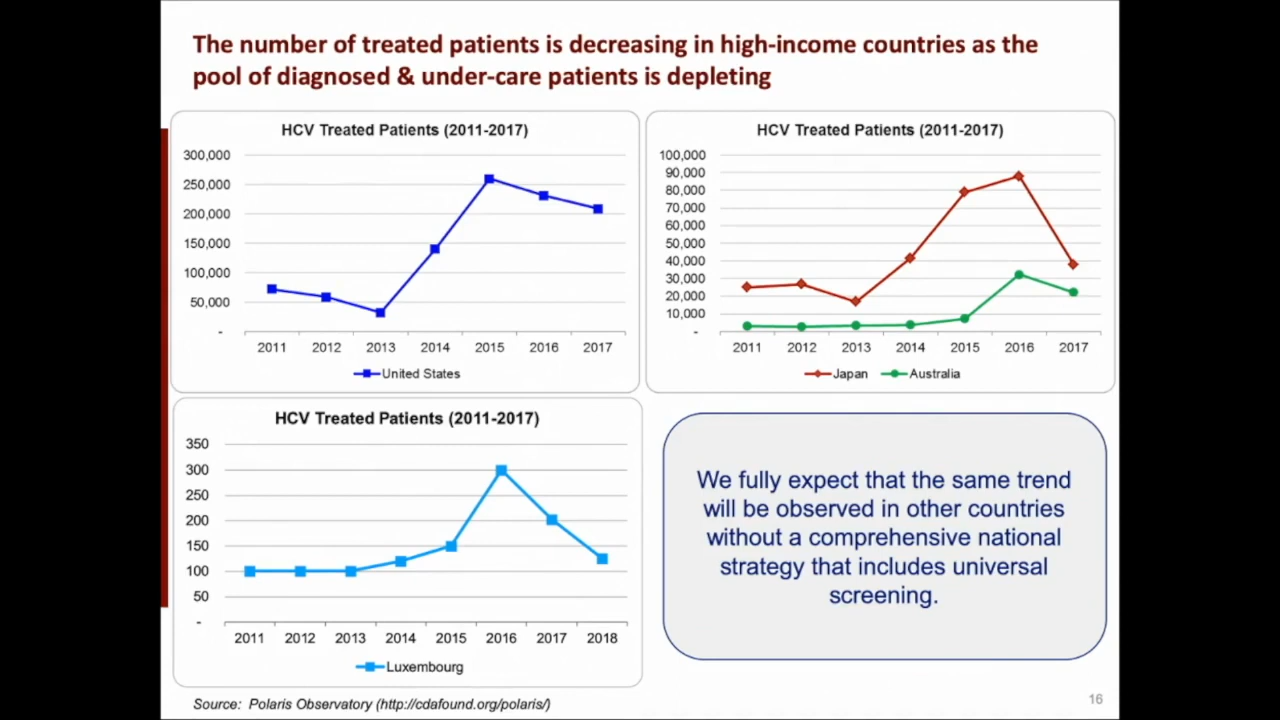 The number of treated patients is decreasing in high-income countries as the
pool of diagnosed & under-care patients is depleting
HCV Treated Patients (2011-2017)
300,000
250,000
200,000
150,000
100,000
50,000
-
2011 2012 2013 2014 2015 2016 2017
United States
HCV Treated Patients (2011-2017)
100,000
90,000
80,000
70,000
60,000
50,000
40,000
30,000
20,000
10,000
-
2011 2012 2013 2014 2015 2016 2017
Japan Australia
HCV Treated Patients (2011-2017)
350
300
250
200
150
100
50
-
2011 2012 2013 2014 2015 2016 2017 2018
Luxembourg
We fully expect that the same trend
will be observed in other countries
without a comprehensive national
strategy that includes universal
screening.
Source: Polaris Observatory (http://cdafound.org/polaris/)
16